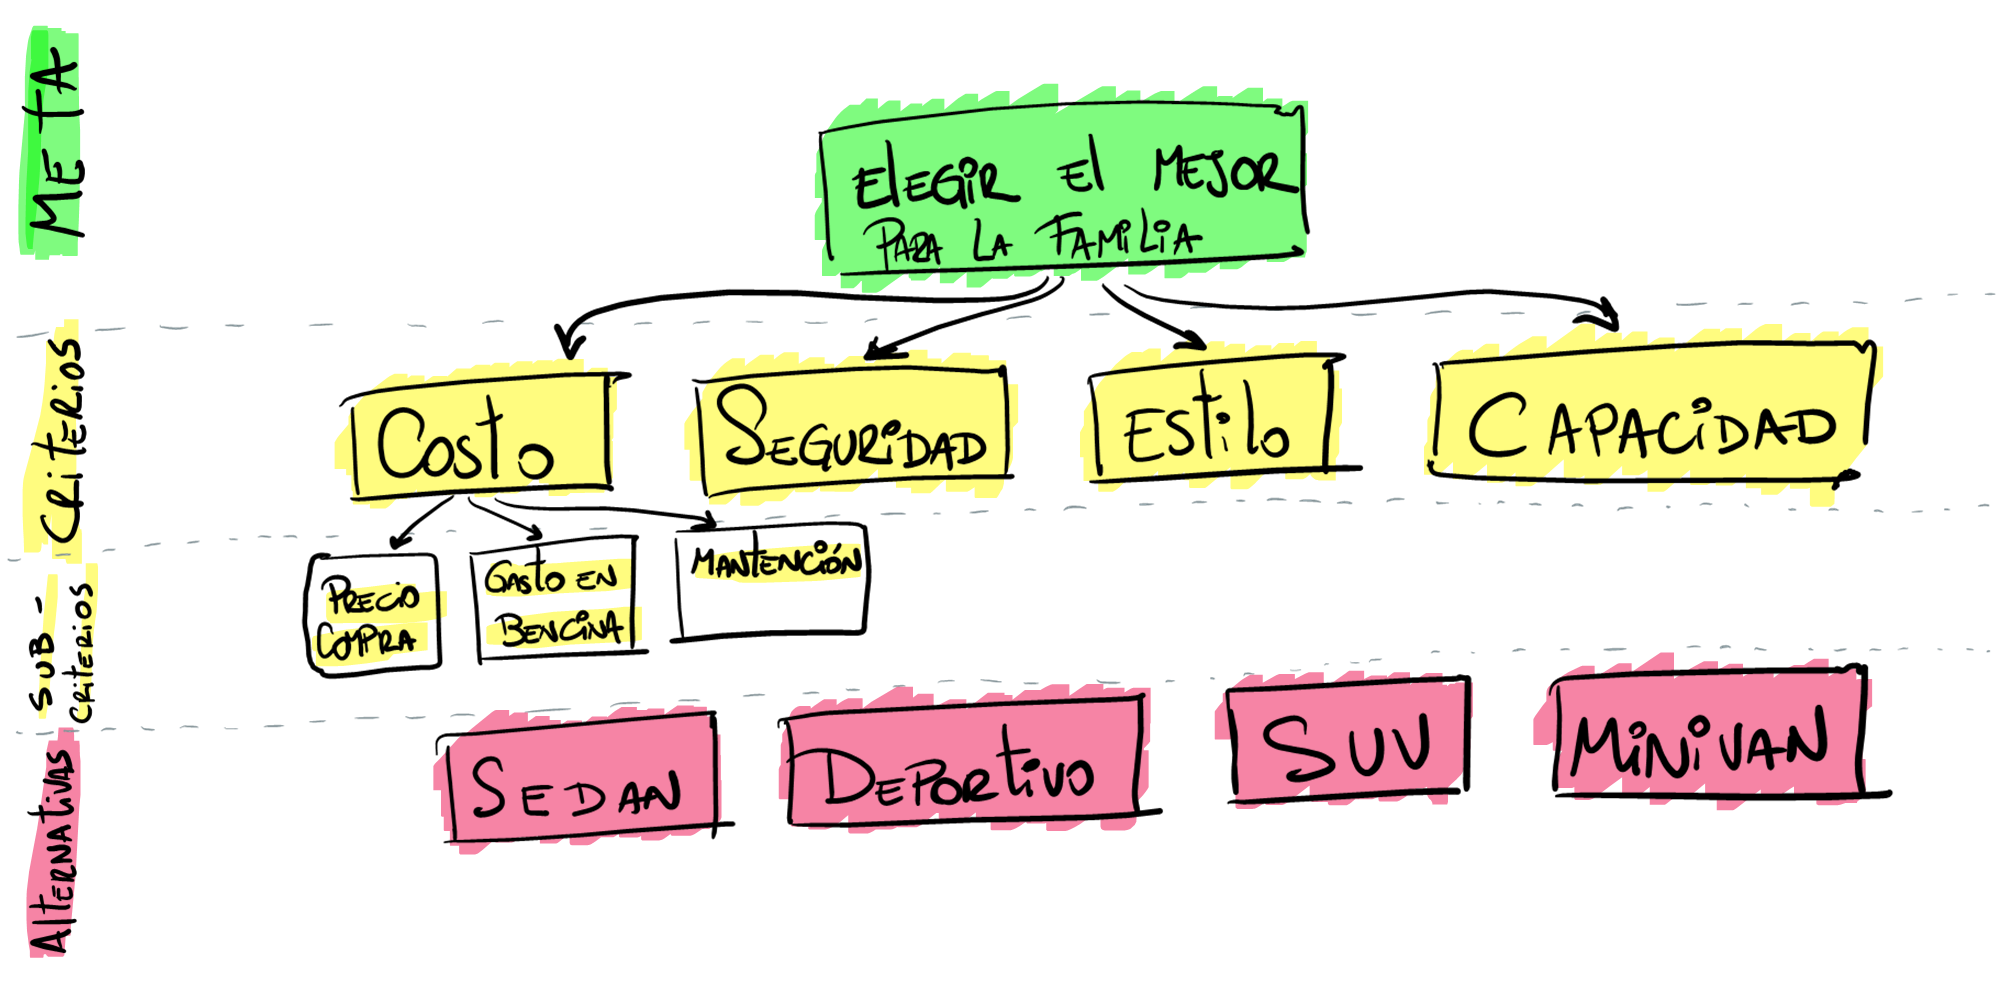 META
ELEGIR EL MEJOR
PARA LA FAMILIA
CRITERIOS
COSTO
SEGURIDAD
ESTILO
CAPACIDAD
SUB-
CRITERIOS
PRECIO
COMPRA
GASTO EN
BENCINA
MANTENCIÓN
ALTERNATIVAS
SEDAN
DEPORTIVO
SUV
MINIVAN